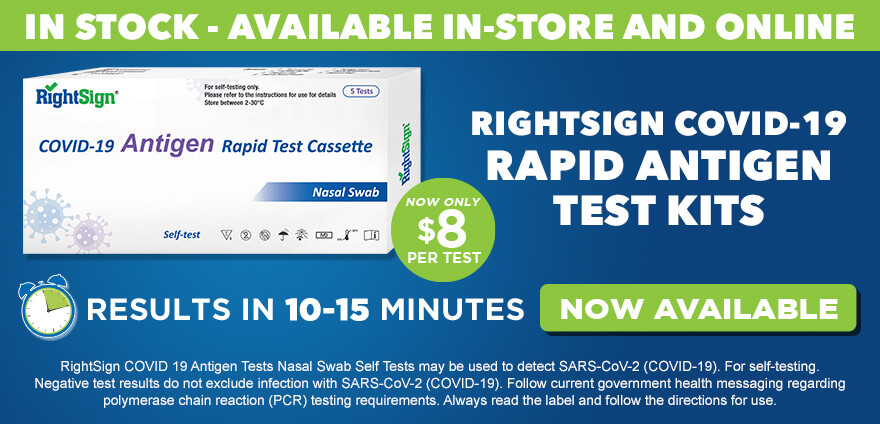 IN STOCK - AVAILABLE IN-STORE AND ONLINE
RightSign®
For self-testing only.
Please refer to the instructions for use for details
Store between 2-30°C
5 Tests
COVID-19 Antigen Rapid Test Cassette
Nasal Swab
Self-test
RightSign®
NOW ONLY
$8
PER TEST
RIGHTSIGN COVID-19
RAPID ANTIGEN
TEST KITS
RESULTS IN 10-15 MINUTES
NOW AVAILABLE
RightSign COVID 19 Antigen Tests Nasal Swab Self Tests may be used to detect SARS-CoV-2 (COVID-19). For self-testing.
Negative test results do not exclude infection with SARS-CoV-2 (COVID-19). Follow current government health messaging regarding
polymerase chain reaction (PCR) testing requirements. Always read the label and follow the directions for use.